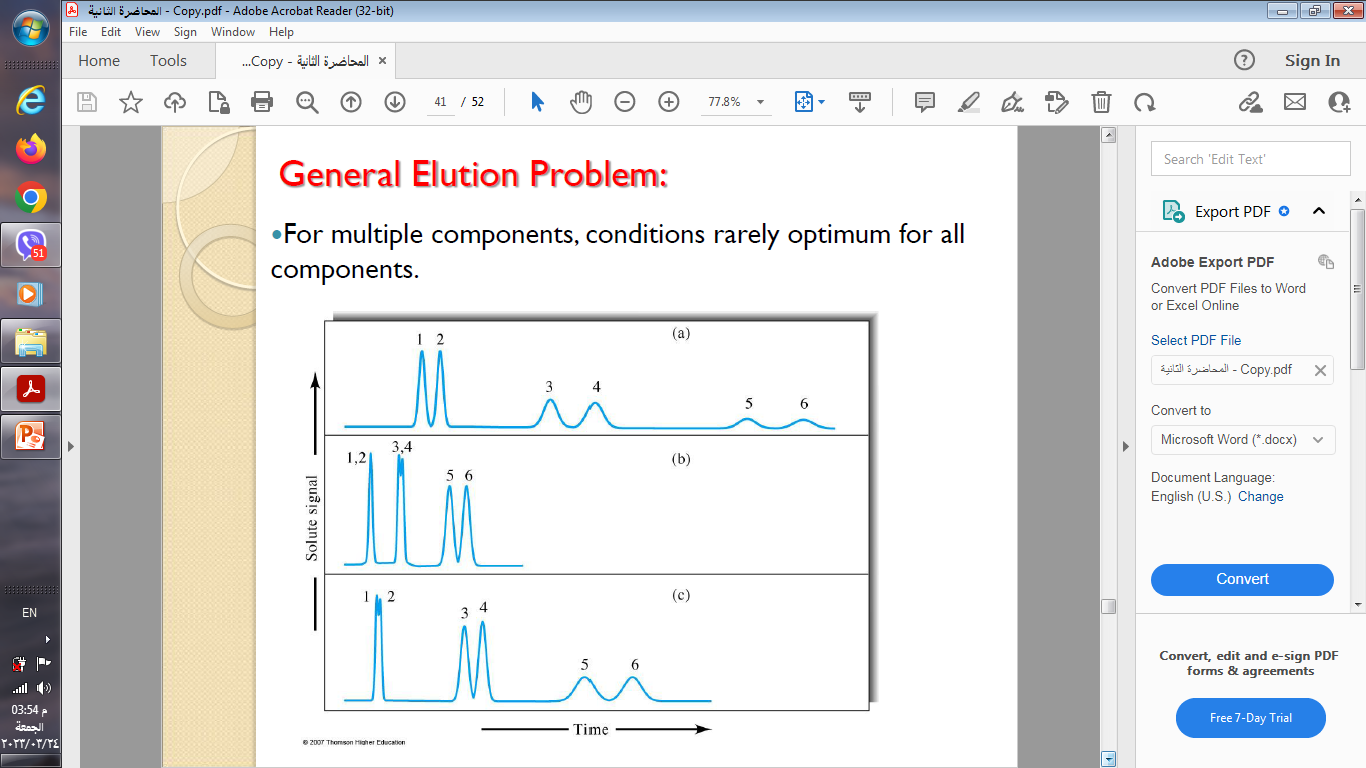 المحاضرة الثانية - Copy.pdf - Adobe Acrobat Reader (32-bit)
File Edit View Sign Window Help
Home Tools ...Copy - المحاضرة الثانية × ? Sign In
41 / 52 77.8%
General Elution Problem:
•For multiple components, conditions rarely optimum for all
components.
(a)
1 2
3 4
5 6
(b)
1,2
3,4
5 6
(c)
1 2
3 4
5 6
Solute signal
Time
© 2007 Thomson Higher Education
Search 'Edit Text'
Export PDF
Adobe Export PDF
Convert PDF Files to Word
or Excel Online
Select PDF File
المحاضرة الثانية - Copy.pdf
Convert to
Microsoft Word (*.docx)
Document Language:
English (U.S.) Change
Convert
Convert, edit and e-sign PDF
forms & agreements
Free 7-Day Trial
51
EN
03:54 م
الجمعة
٢٠٢٣/٠٣/٢٤